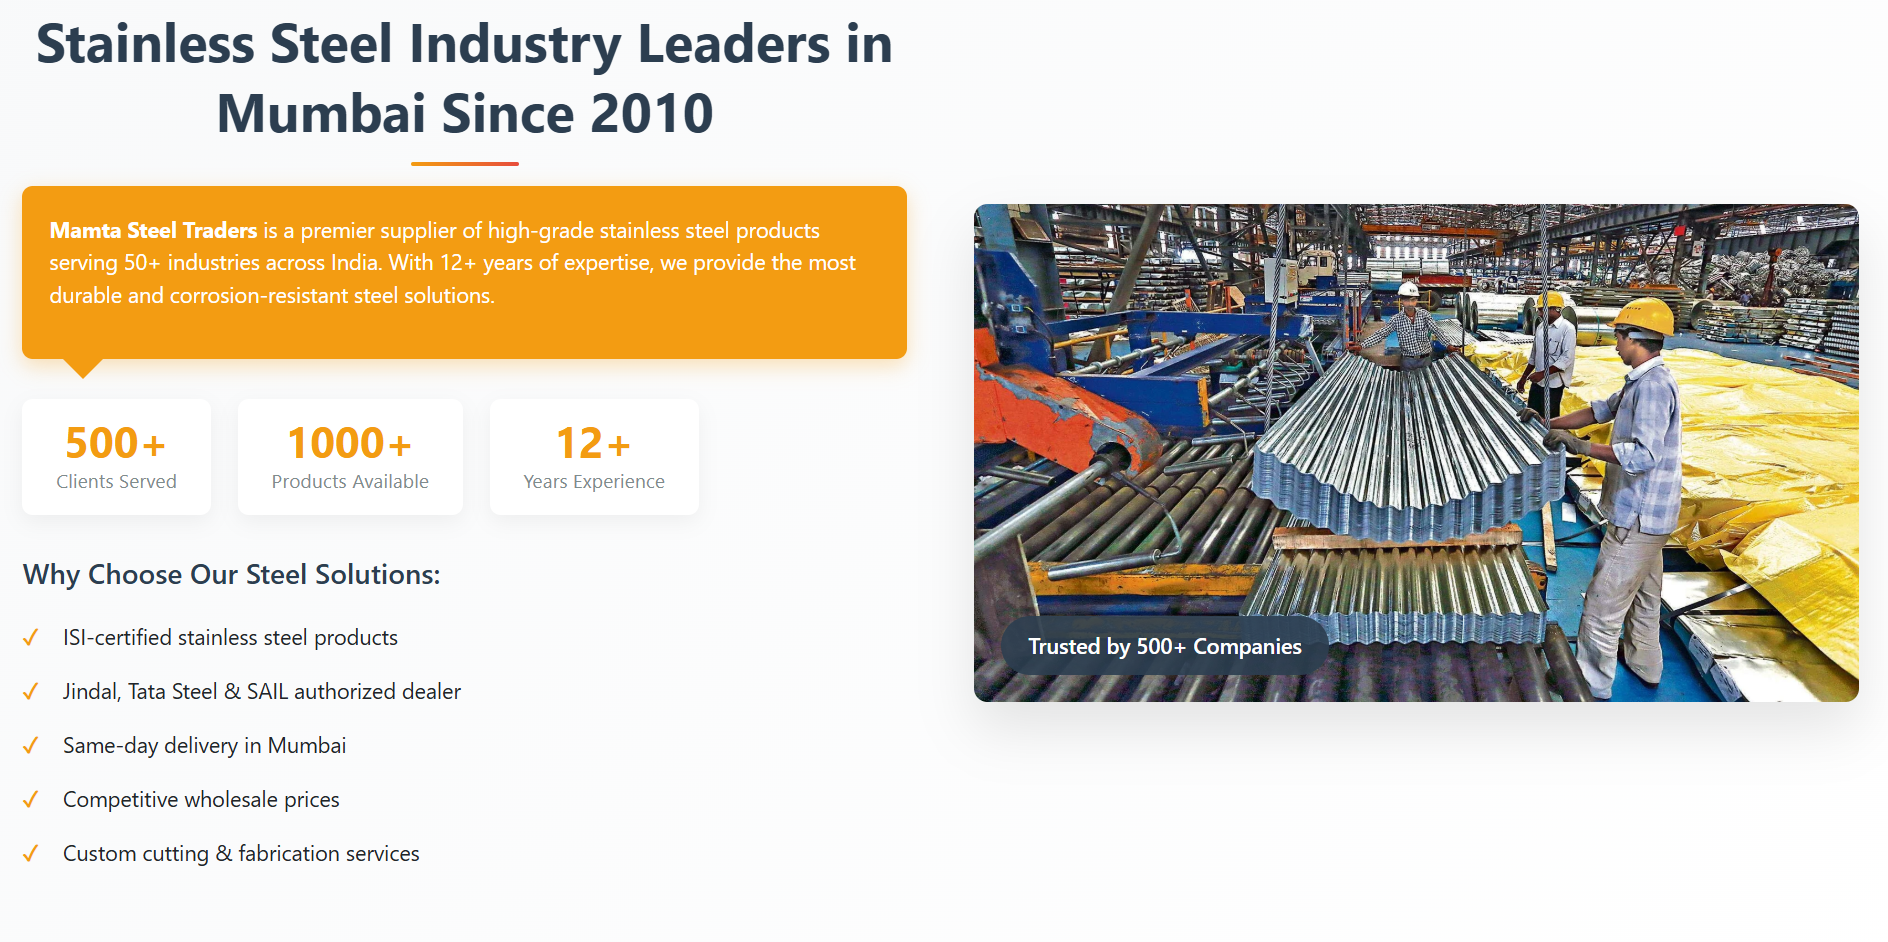 Stainless Steel Industry Leaders in
Mumbai Since 2010
Mamta Steel Traders is a premier supplier of high-grade stainless steel products
serving 50+ industries across India. With 12+ years of expertise, we provide the most
durable and corrosion-resistant steel solutions.
500+
Clients Served
1000+
Products Available
12+
Years Experience
Why Choose Our Steel Solutions:
✓ ISI-certified stainless steel products
✓ Jindal, Tata Steel & SAIL authorized dealer
✓ Same-day delivery in Mumbai
✓ Competitive wholesale prices
✓ Custom cutting & fabrication services
Trusted by 500+ Companies